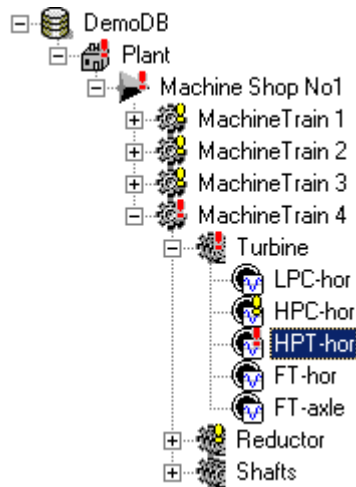 DemoDB
Plant
Machine Shop No1
MachineTrain 1
MachineTrain 2
MachineTrain 3
MachineTrain 4
Turbine
LPC-hor
HPC-hor
HPT-hor
FT-hor
FT-axle
Reductor
Shafts